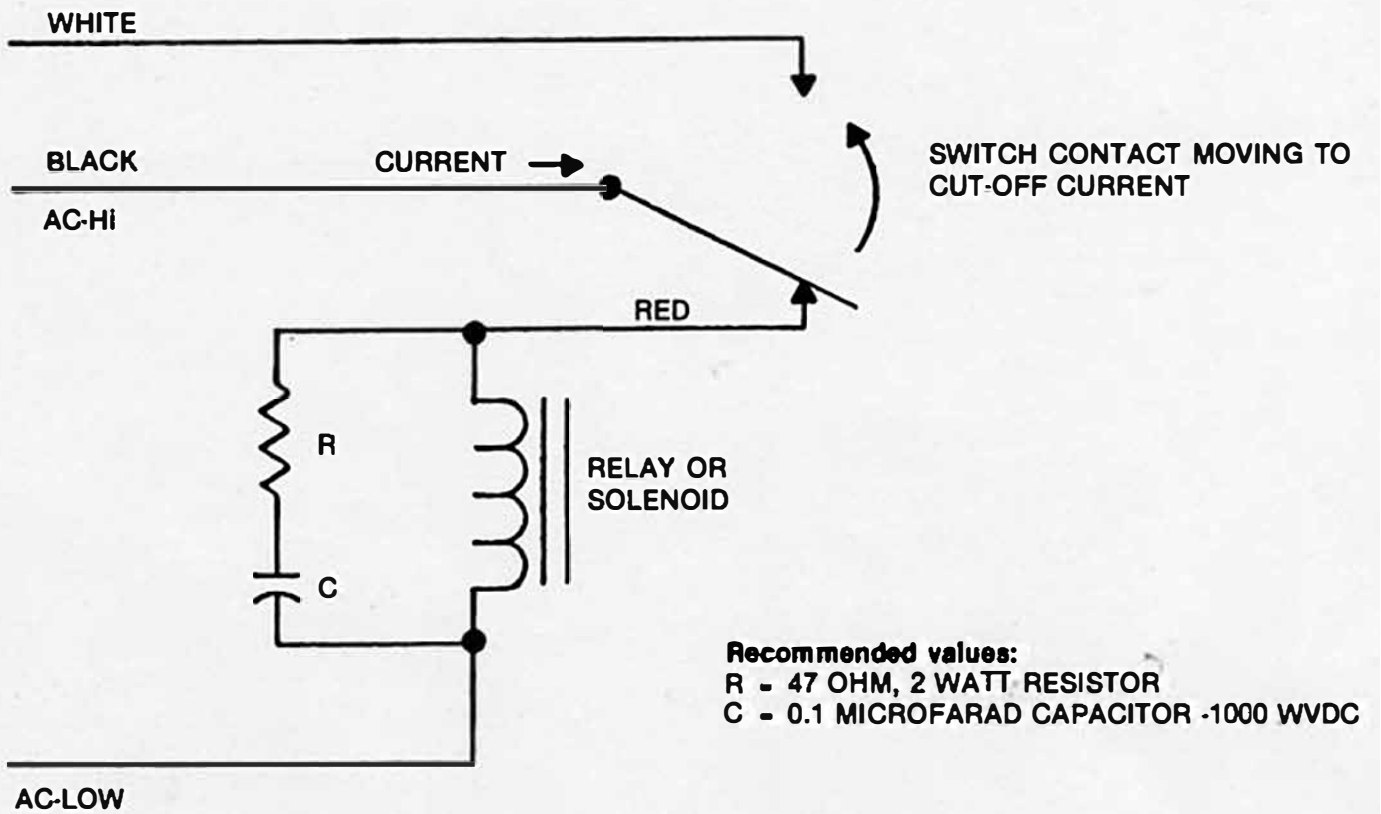 WHITE
BLACK
CURRENT
SWITCH CONTACT MOVING TO
CUT-OFF CURRENT
AC-Hi
RED
R
RELAY OR
SOLENOID
C
Recommended values:
R - 47 OHM, 2 WATT RESISTOR
C - 0.1 MICROFARAD CAPACITOR -1000 WVDC
AC-LOW